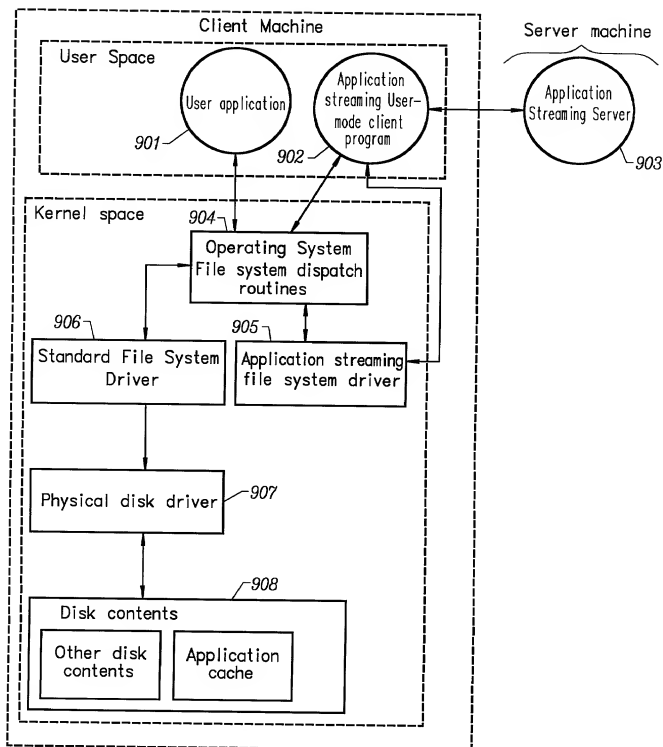 Client Machine
Server machine
User Space
User application
901
Application
streaming User-
mode client
program
902
Application
Streaming Server
903
Kernel space
904
Operating System
File system dispatch
routines
906
Standard File System
Driver
905
Application streaming
file system driver
Physical disk driver
907
908
Disk contents
Other disk
contents
Application
cache